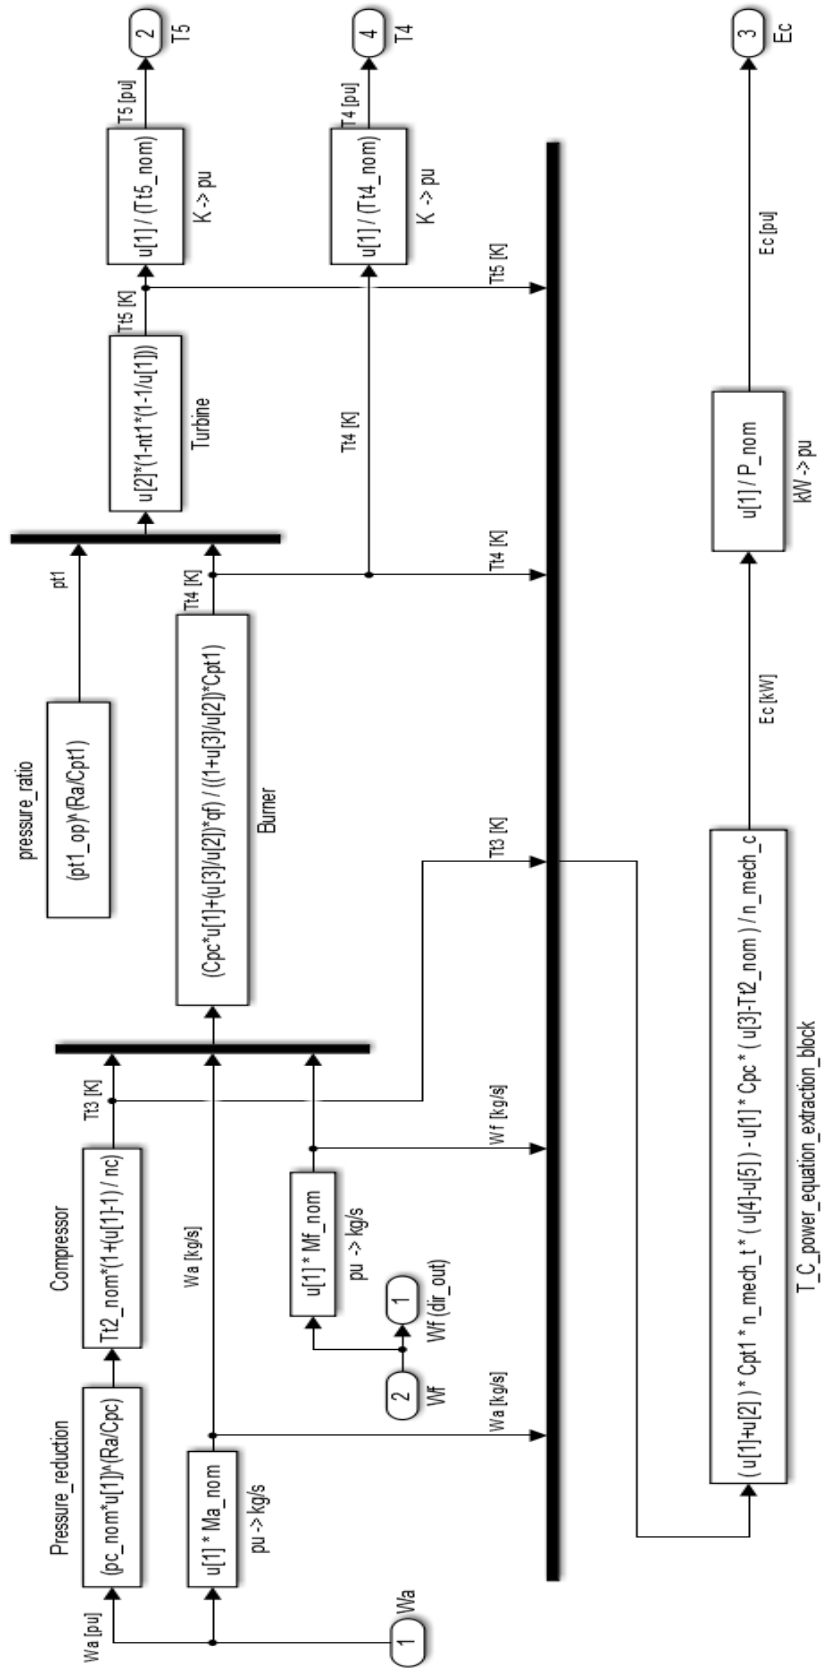 Wa [pu]
Pressure_reduction
(pc_nom*u[1])^(Ra/Cpc)
Compressor
Tt2_nom*(1+(u[1]-1) / nc)
Tt3 [K]
pressure_ratio
(pt1_op)^(Ra/Cpt1)
pt1
u[2]*(1-nt1*(1-1/u[1]))
Turbine
Tt5 [K]
u[1] / (Tt5_nom)
K -> pu
T5 [pu]
2
T5
u[1] * Ma_nom
pu -> kg/s
Wa [kg/s]
(Cpc*u[1]+(u[3]/u[2])*qf) / ((1+u[3]/u[2])*Cpt1)
Burner
Tt4 [K]
Tt4 [K]
u[1] / (Tt4_nom)
K -> pu
T4 [pu]
4
T4
u[1] * Mf_nom
pu -> kg/s
1
Wa
2
Wf
1
Wf (dir_out)
Wa [kg/s]
Wf [kg/s]
Tt3 [K]
Tt4 [K]
Tt5 [K]
( u[1]+u[2] ) * Cpt1 * n_mech_t * ( u[4]-u[5] ) - u[1] * Cpc * ( u[3]-Tt2_nom ) / n_mech_c
T_C_power_equation_extraction_block
Ec [kW]
u[1] / P_nom
kW -> pu
Ec [pu]
3
Ec